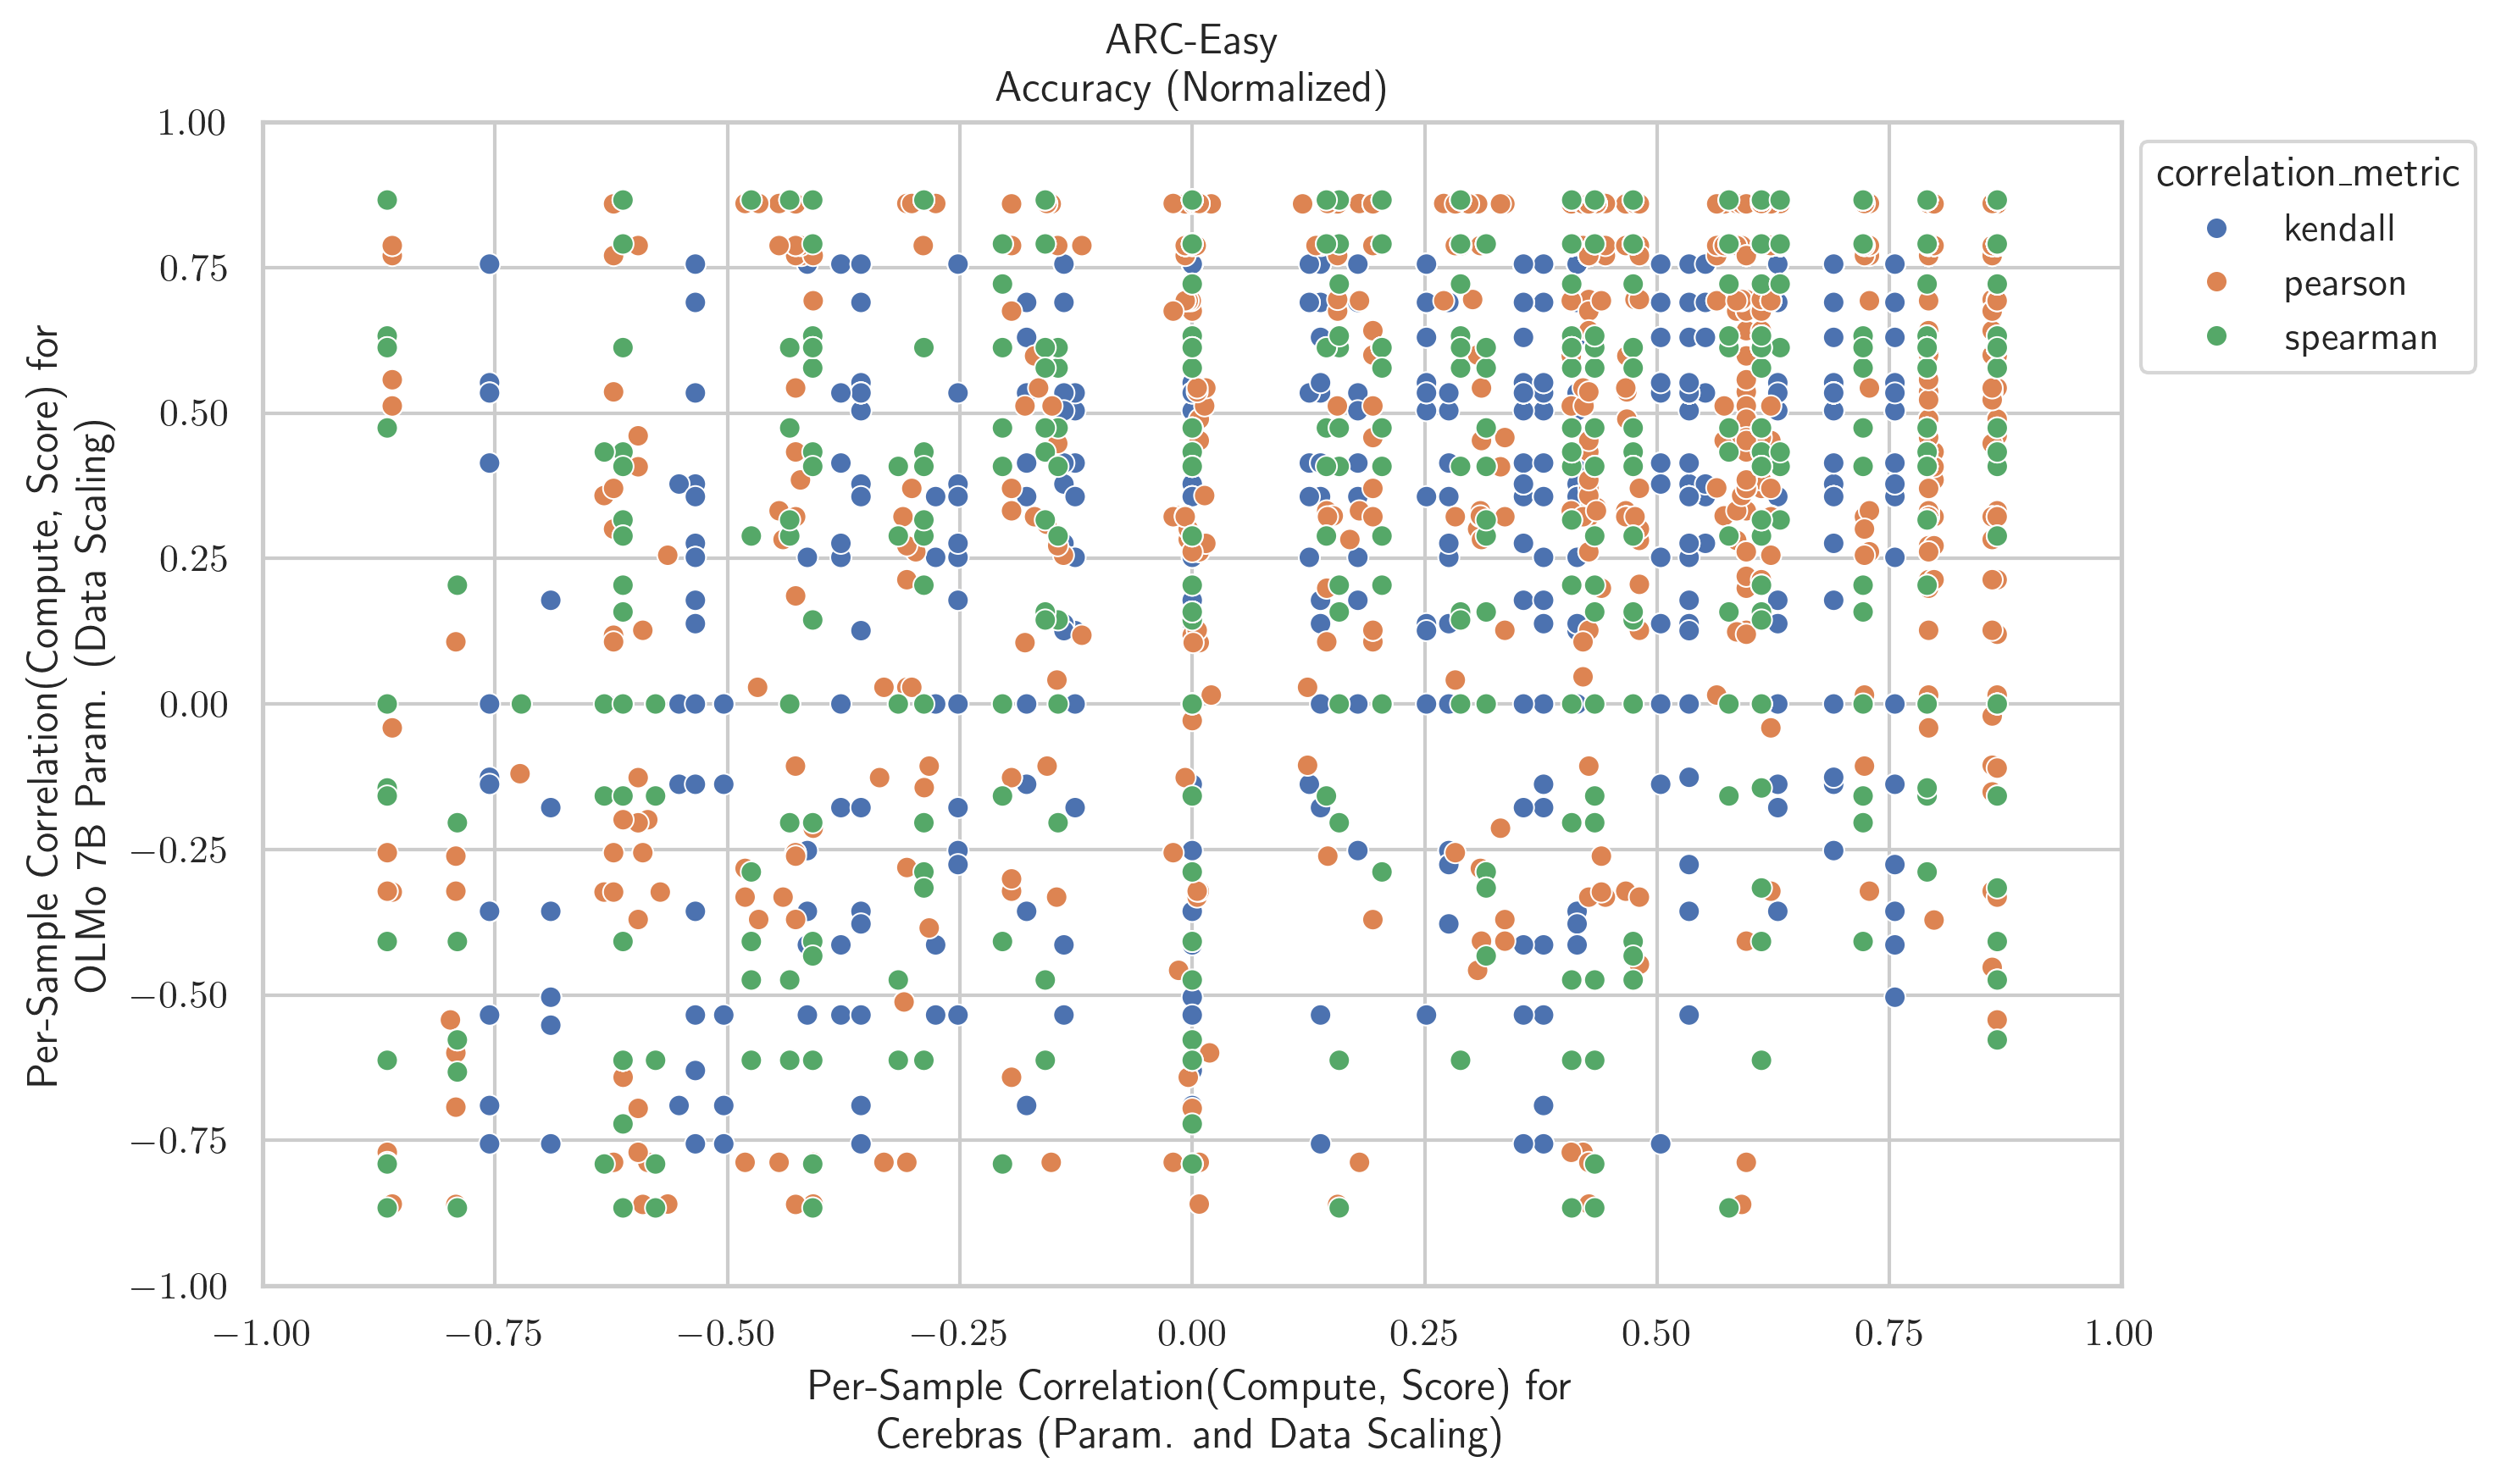 ARC-Easy
Accuracy (Normalized)
Per-Sample Correlation(Compute, Score) for
OLMo 7B Param. (Data Scaling)
1.00
0.75
0.50
0.25
0.00
−0.25
−0.50
−0.75
−1.00
−1.00 −0.75 −0.50 −0.25 0.00 0.25 0.50 0.75 1.00
Per-Sample Correlation(Compute, Score) for
Cerebras (Param. and Data Scaling)
correlation_metric
kendall
pearson
spearman